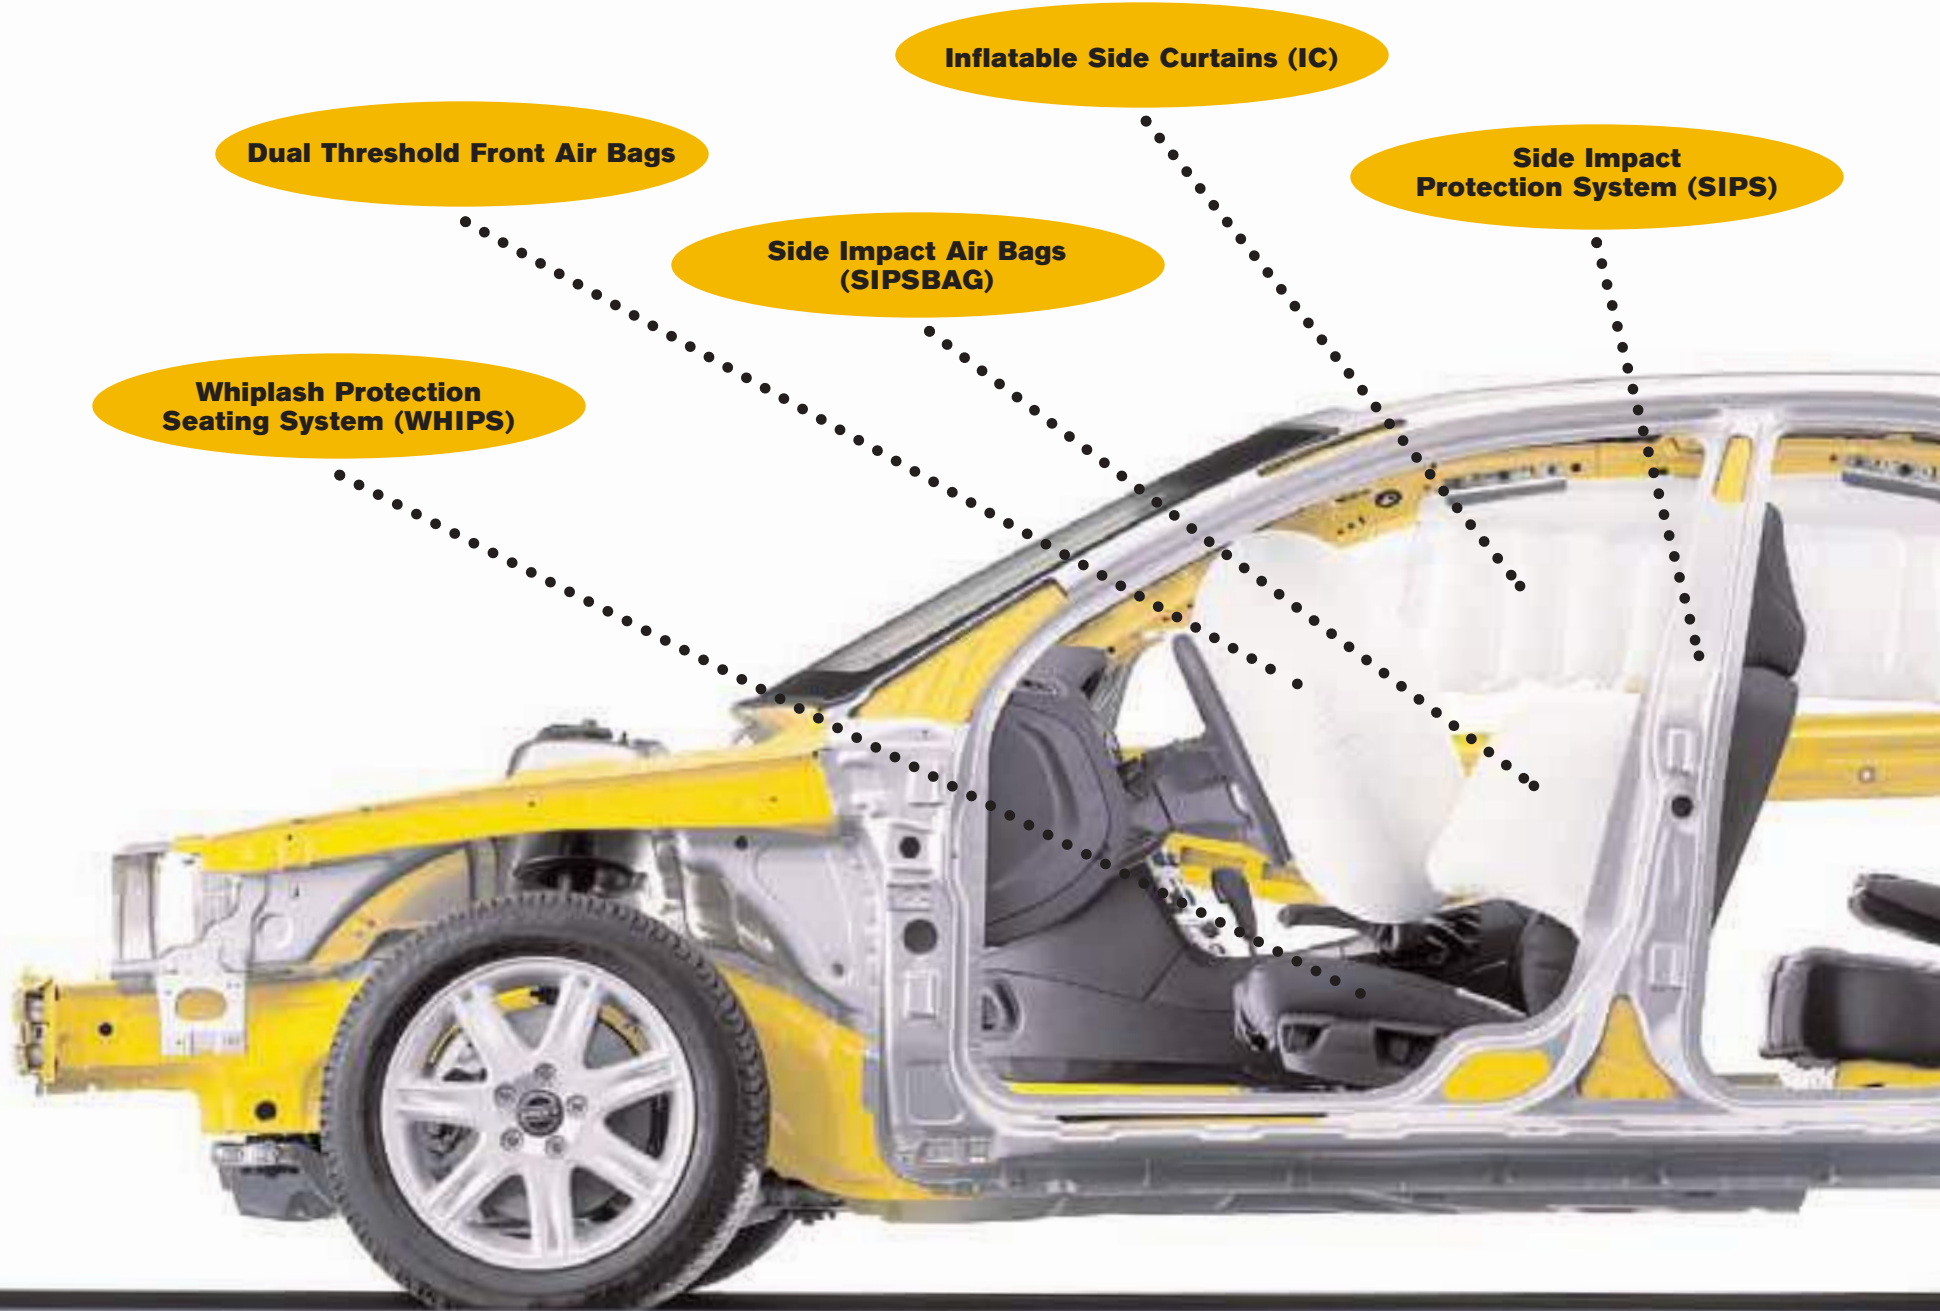 Inflatable Side Curtains (IC)
Dual Threshold Front Air Bags
Side Impact
Protection System (SIPS)
Side Impact Air Bags
(SIPSBAG)
Whiplash Protection
Seating System (WHIPS)